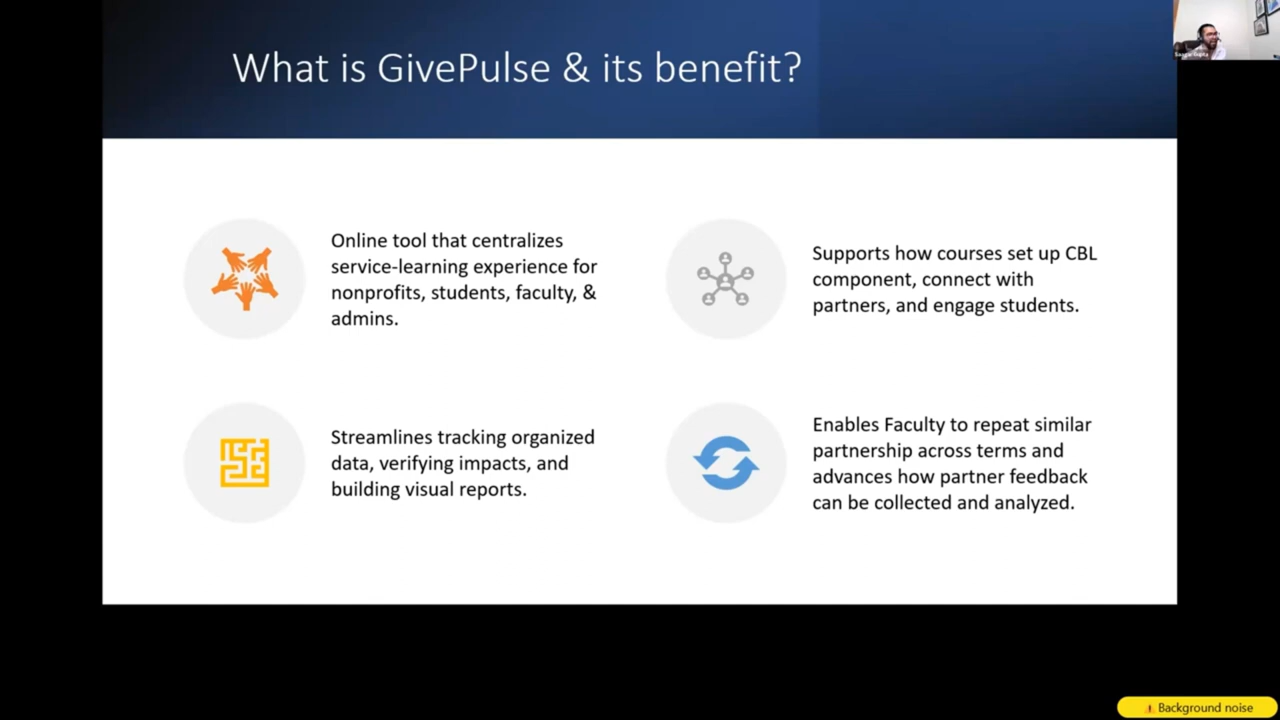 What is GivePulse & its benefit?
Online tool that centralizes
service-learning experience for
nonprofits, students, faculty, &
admins.
Supports how courses set up CBL
component, connect with
partners, and engage students.
Streamlines tracking organized
data, verifying impacts, and
building visual reports.
Enables Faculty to repeat similar
partnership across terms and
advances how partner feedback
can be collected and analyzed.
Background noise